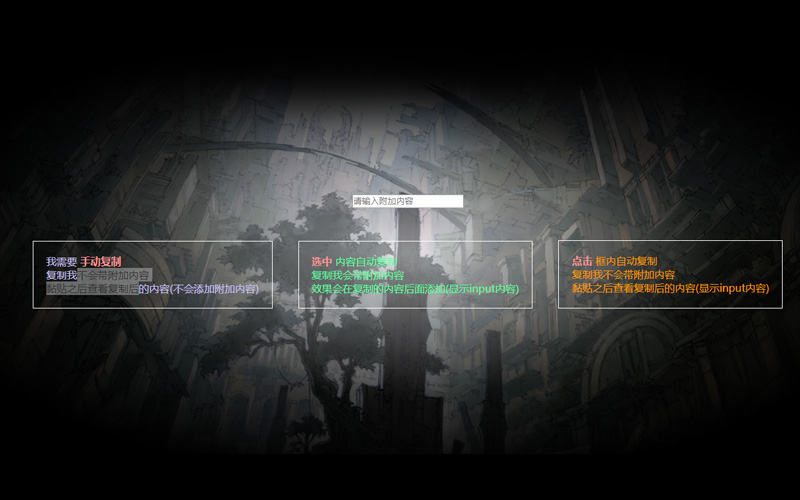 请输入附加内容
我需要 手动复制
复制我不会带附加内容
黏贴之后查看复制后的内容(不会添加附加内容)
选中 内容自动复制
复制我会带附加内容
效果会在复制的内容后面添加(显示input内容)
点击 框内自动复制
复制我不会带附加内容
黏贴之后查看复制后的内容(显示input内容)